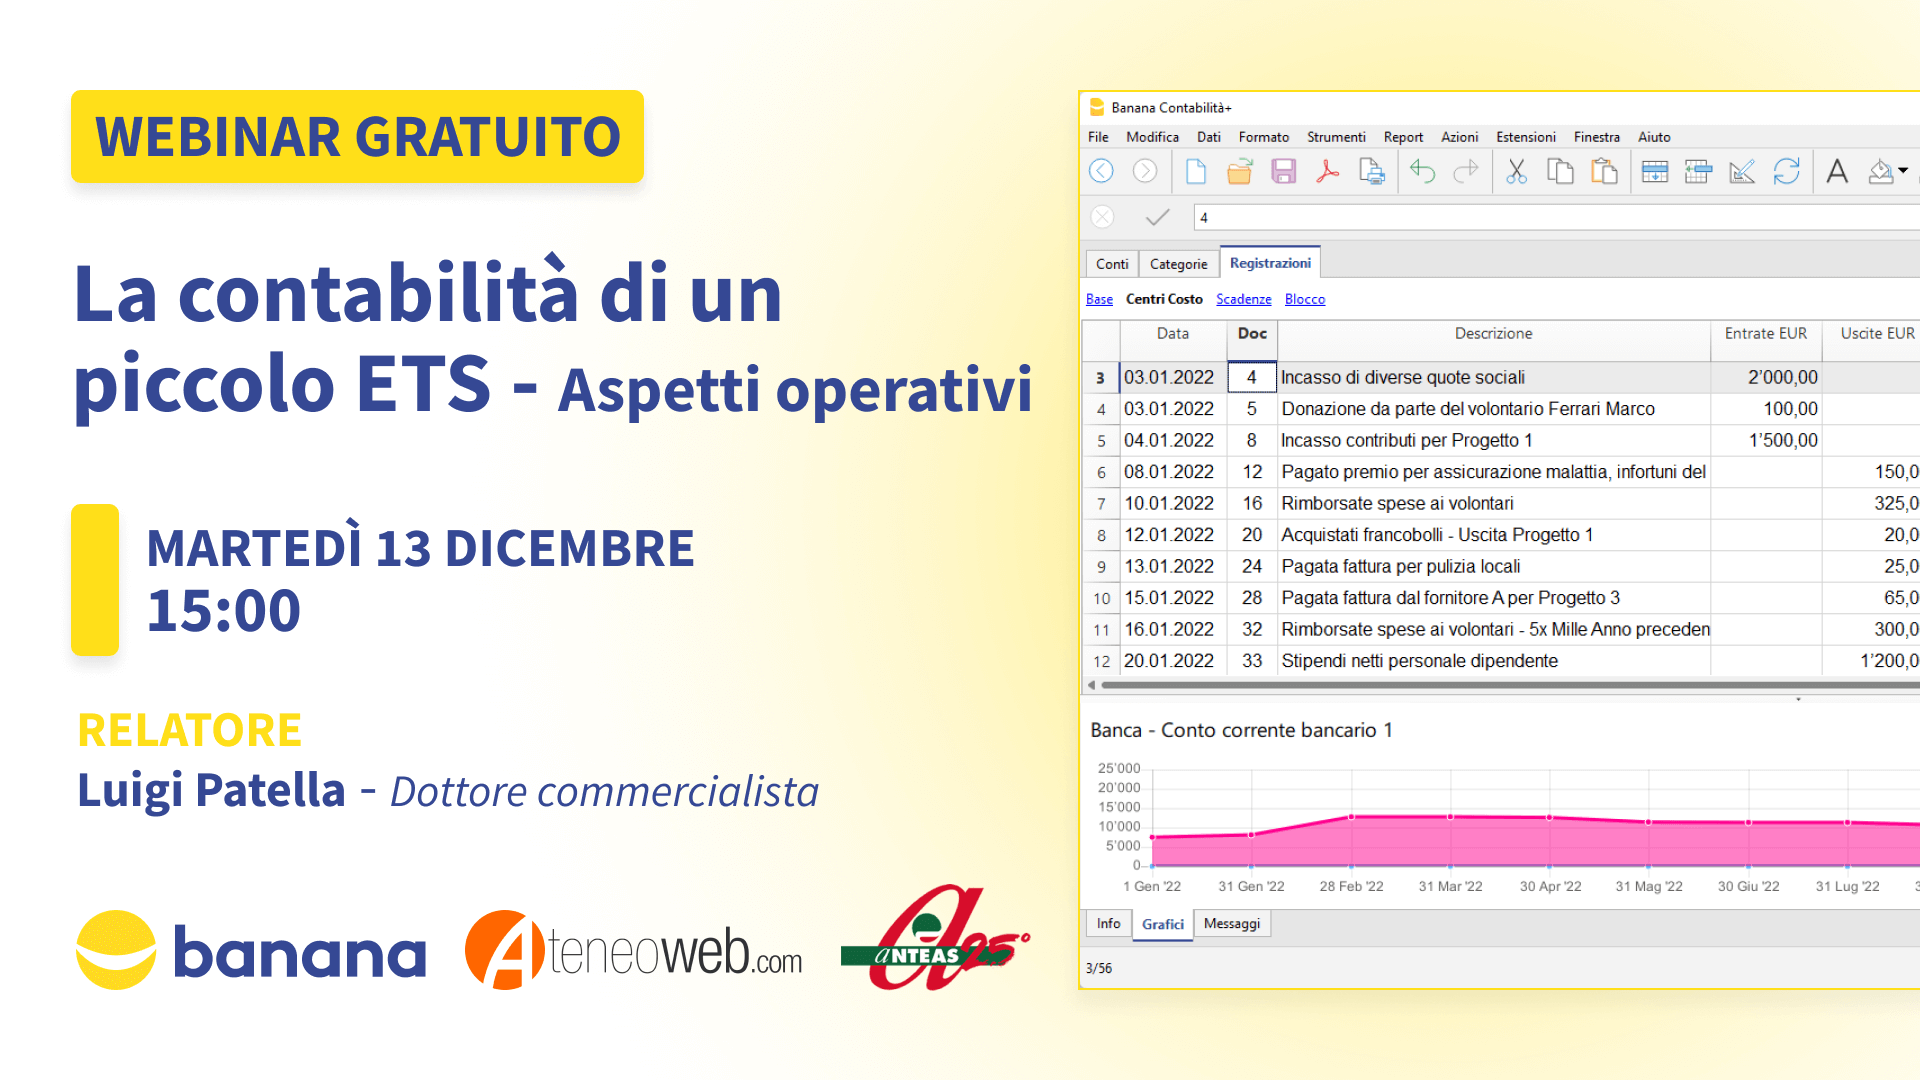 WEBINAR GRATUITO
La contabilità di un
piccolo ETS - Aspetti operativi
MARTEDÌ 13 DICEMBRE
15:00
RELATORE
Luigi Patella - Dottore commercialista
banana
Ateneoweb.com
ANTEAS 25°
Banana Contabilità+
File Modifica Dati Formato Strumenti Report Azioni Estensioni Finestra Aiuto
4
Conti Categorie Registrazioni
Base Centri Costo Scadenze Blocco
Data Doc Descrizione Entrate EUR Uscite EUR
3 03.01.2022 4 Incasso di diverse quote sociali 2’000,00
4 03.01.2022 5 Donazione da parte del volontario Ferrari Marco 100,00
5 04.01.2022 8 Incasso contributi per Progetto 1 1’500,00
6 08.01.2022 12 Pagato premio per assicurazione malattia, infortuni del 150,0
7 10.01.2022 16 Rimborsate spese ai volontari 325,0
8 12.01.2022 20 Acquistati francobolli - Uscita Progetto 1 20,0
9 13.01.2022 24 Pagata fattura per pulizia locali 25,0
10 15.01.2022 28 Pagata fattura dal fornitore A per Progetto 3 65,0
11 16.01.2022 32 Rimborsate spese ai volontari - 5x Mille Anno preceden 300,0
12 20.01.2022 33 Stipendi netti personale dipendente 1’200,0
Banca - Conto corrente bancario 1
25'000
20'000
15'000
10'000
5'000
0
1 Gen '22 31 Gen '22 28 Feb '22 31 Mar '22 30 Apr '22 31 Mag '22 30 Giu '22 31 Lug '22 3
Info Grafici Messaggi
3/56